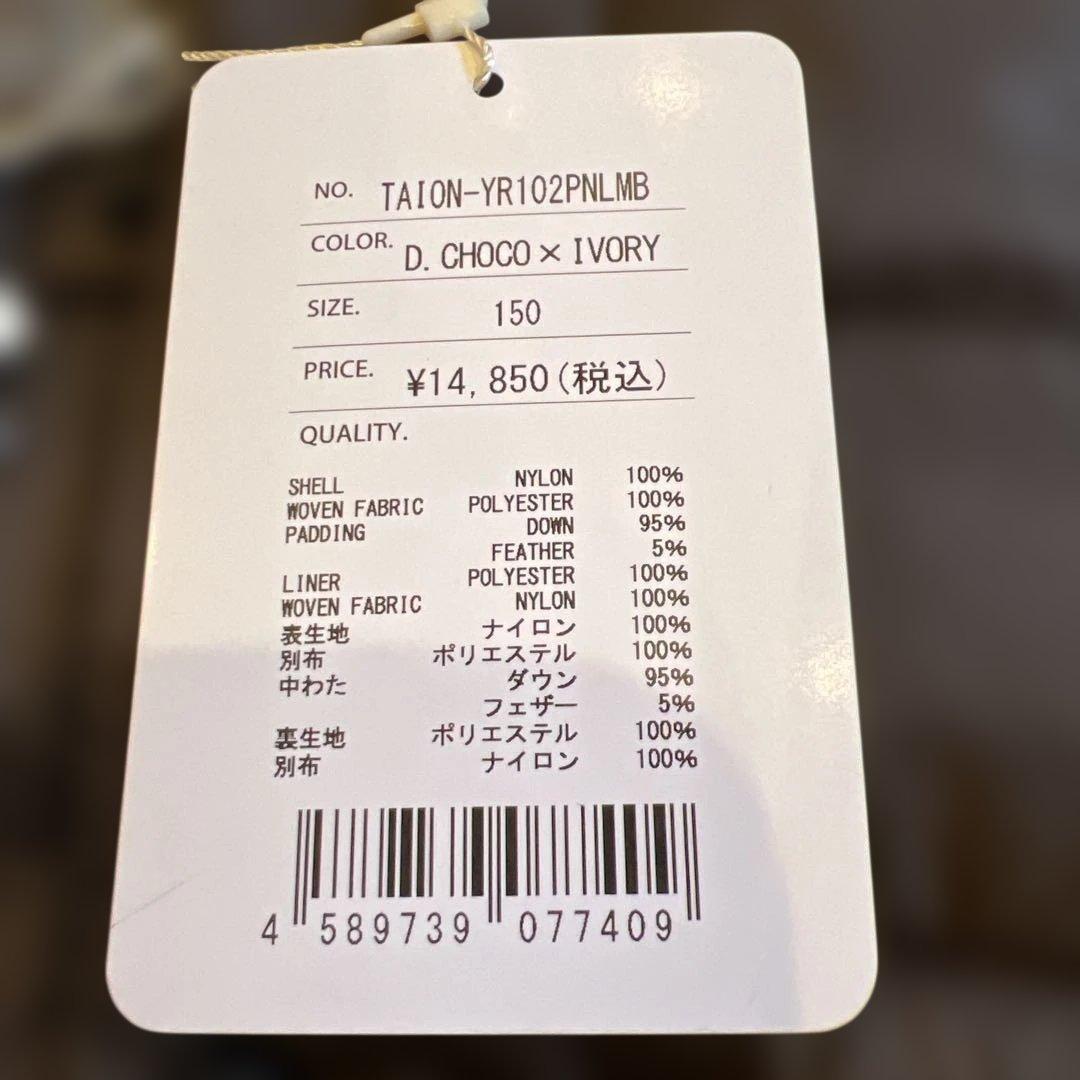 NO. TAION-YR102PNLMB
COLOR. D. CHOCO × IVORY
SIZE. 150
PRICE. ¥14,850(税込)
QUALITY.
SHELL NYLON 100%
WOVEN FABRIC POLYESTER 100%
PADDING DOWN 95%
FEATHER 5%
LINER POLYESTER 100%
WOVEN FABRIC NYLON 100%
表生地 ナイロン 100%
別布 ポリエステル 100%
中わた ダウン 95%
フェザー 5%
裏生地 ポリエステル 100%
別布 ナイロン 100%
4 589739 077409